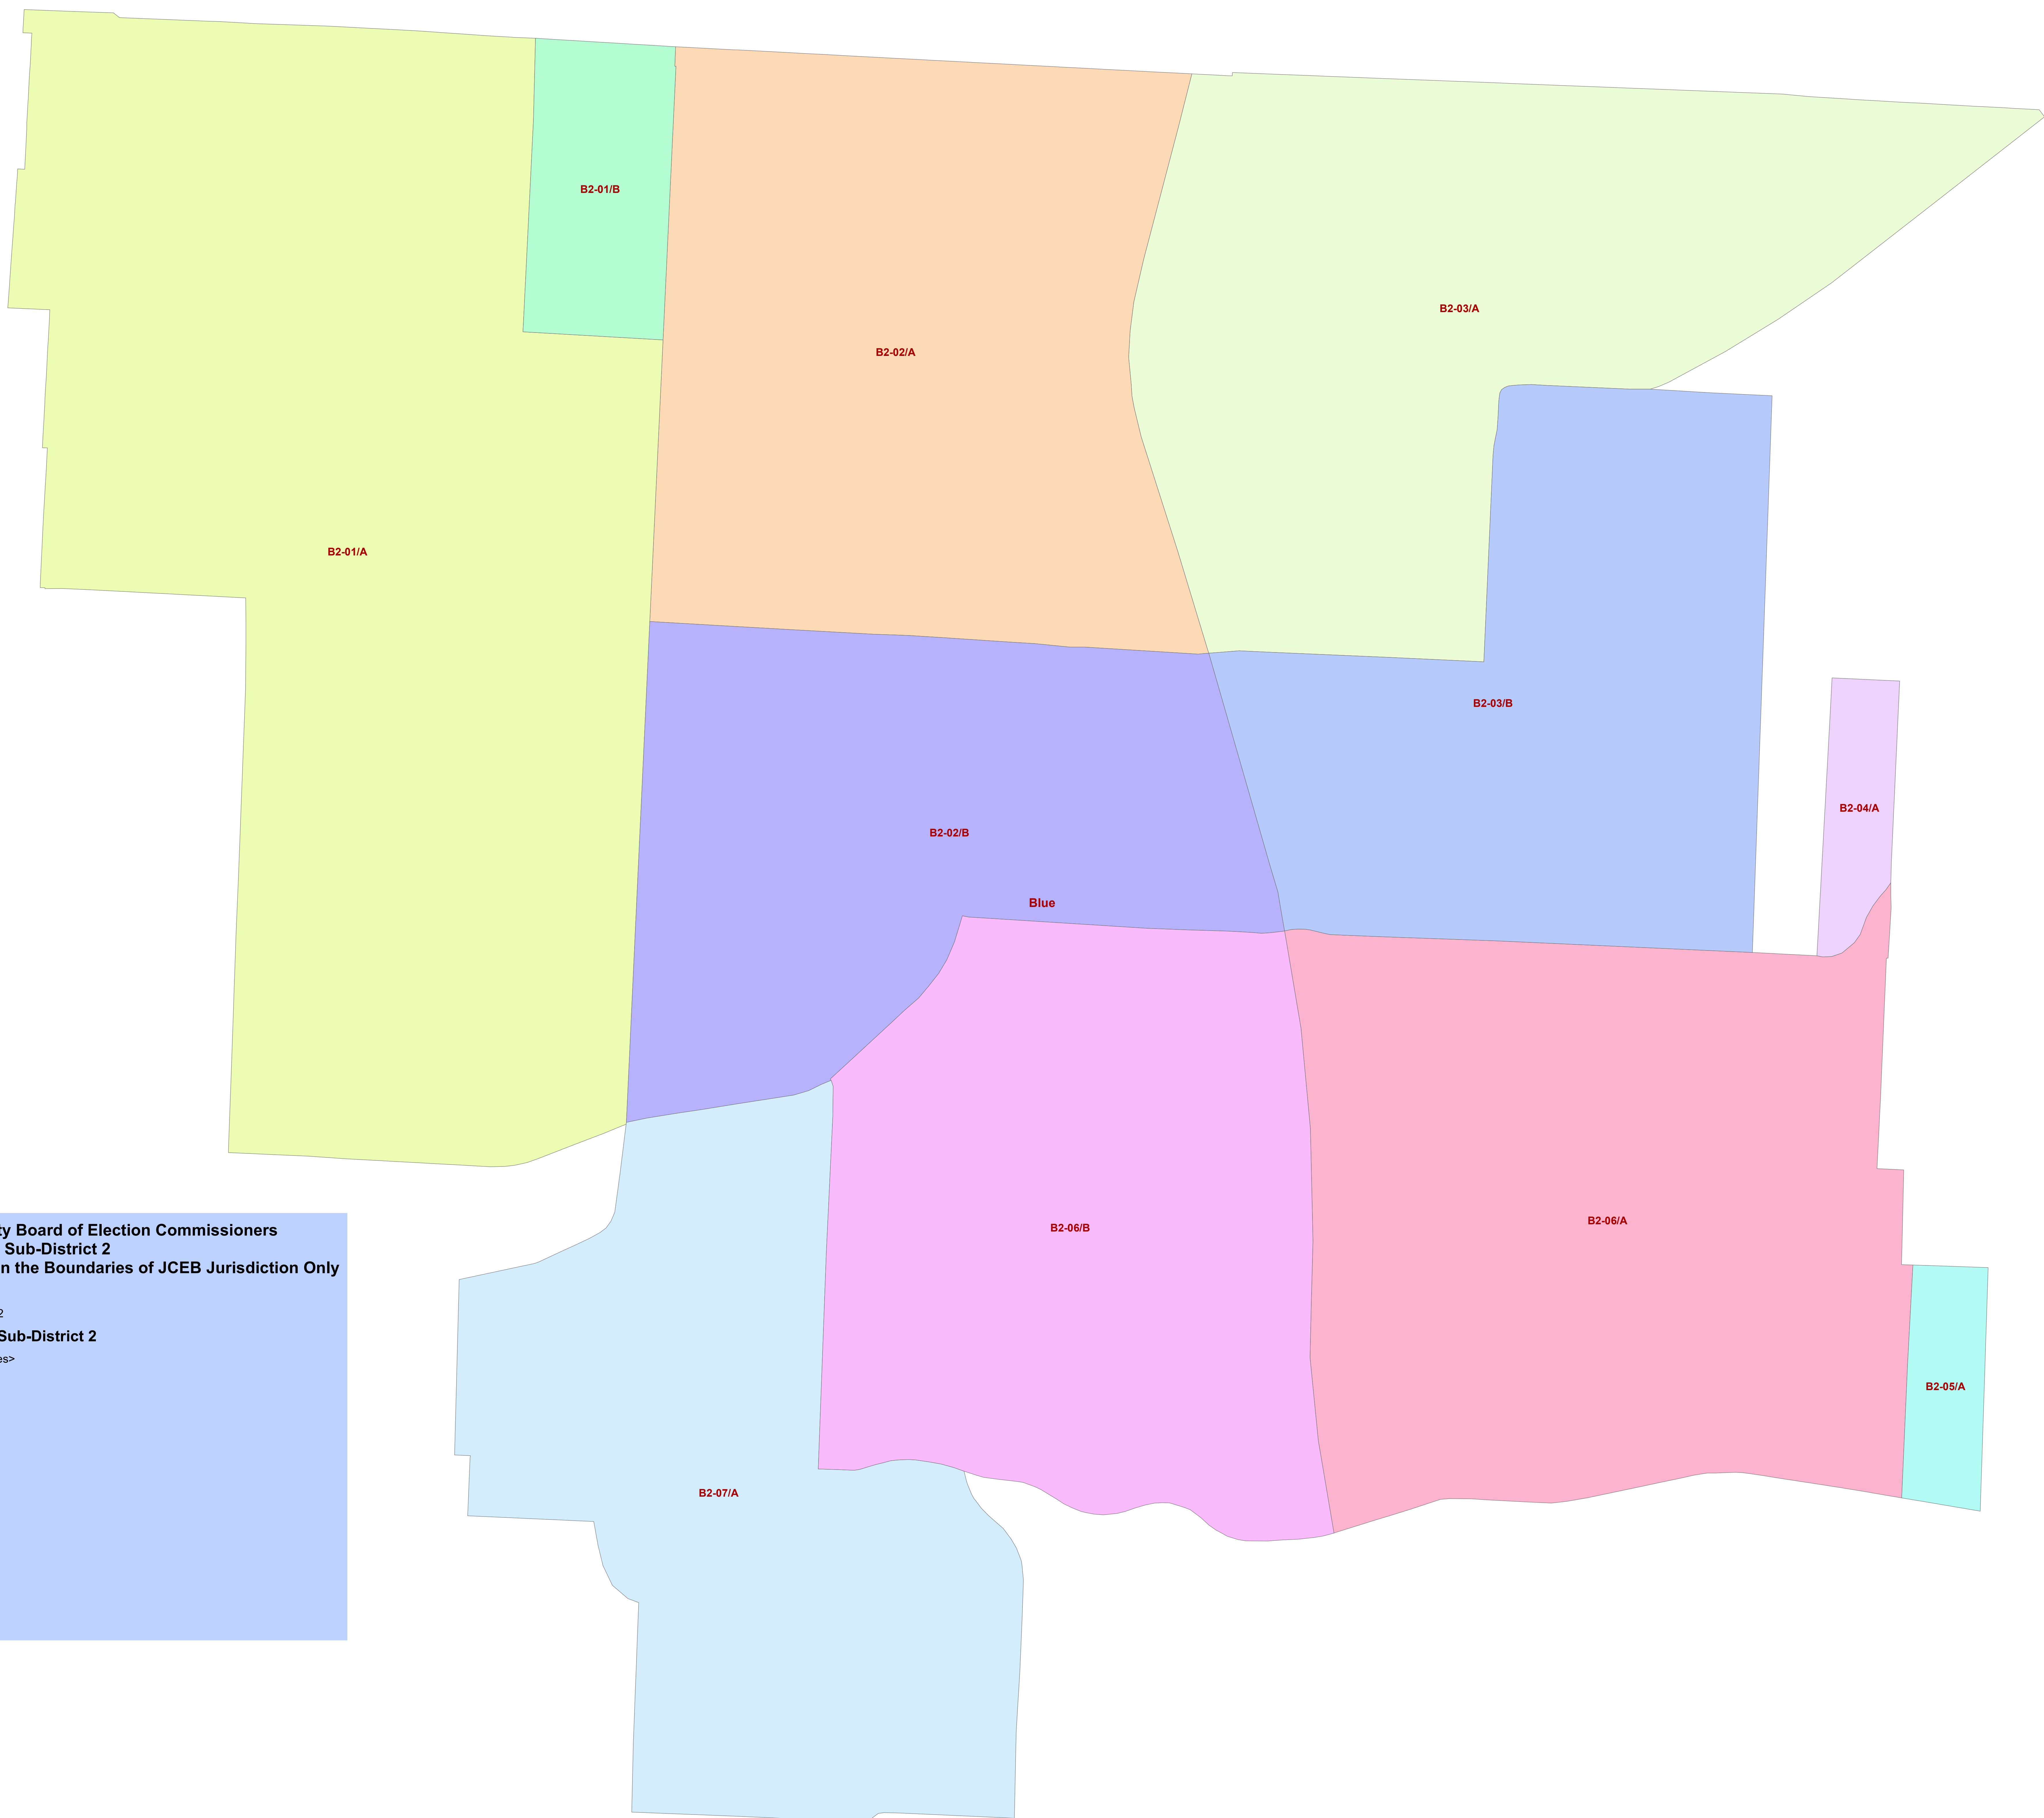 B2-01/B
B2-03/A
B2-02/A
B2-01/A
B2-03/B
B2-04/A
B2-02/B
Blue
B2-06/A
B2-06/B
B2-05/A
B2-07/A
Board of Election Commissioners
Sub-District 2
the Boundaries of JCEB Jurisdiction Only
2
Sub-District 2